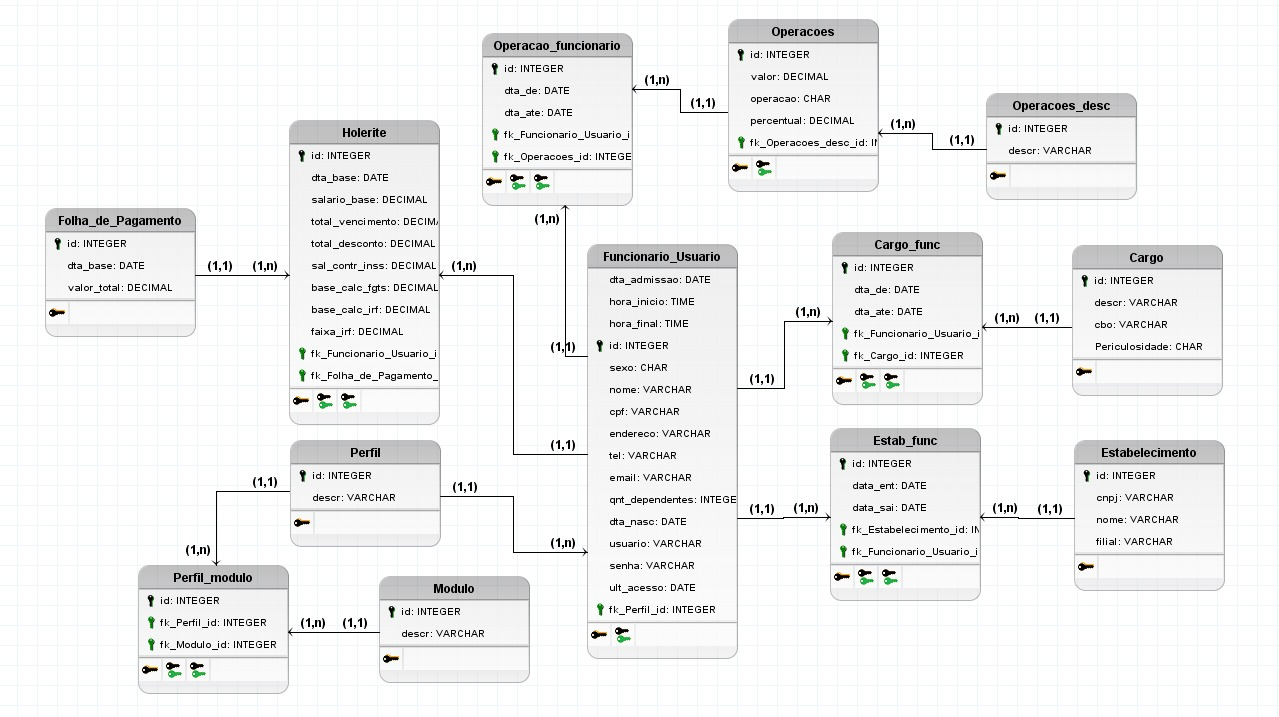 Operacao_funcionario
id: INTEGER
dta_de: DATE
dta_ate: DATE
fk_Funcionario_Usuario_i
fk_Operacoes_id: INTEGE
(1,n)
(1,1)
Operacoes
id: INTEGER
valor: DECIMAL
operacao: CHAR
percentual: DECIMAL
fk_Operacoes_desc_id: IN
(1,n)
(1,1)
Operacoes_desc
id: INTEGER
descr: VARCHAR
Folha_de_Pagamento
id: INTEGER
dta_base: DATE
valor_total: DECIMAL
(1,1)
(1,n)
Holerite
id: INTEGER
dta_base: DATE
salario_base: DECIMAL
total_vencimento: DECIMA
total_desconto: DECIMAL
sal_contr_inss: DECIMAL
base_calc_fgts: DECIMAL
base_calc_irf: DECIMAL
faixa_irf: DECIMAL
fk_Funcionario_Usuario_i
fk_Folha_de_Pagamento_
(1,n)
(1,n)
(1,1)
(1,1)
Funcionario_Usuario
dta_admissao: DATE
hora_inicio: TIME
hora_final: TIME
id: INTEGER
sexo: CHAR
nome: VARCHAR
cpf: VARCHAR
endereco: VARCHAR
tel: VARCHAR
email: VARCHAR
qnt_dependentes: INTEGE
dta_nasc: DATE
usuario: VARCHAR
senha: VARCHAR
ult_acesso: DATE
fk_Perfil_id: INTEGER
(1,n)
(1,1)
Cargo_func
id: INTEGER
dta_de: DATE
dta_ate: DATE
fk_Funcionario_Usuario_i
fk_Cargo_id: INTEGER
(1,n)
(1,1)
Cargo
id: INTEGER
descr: VARCHAR
cbo: VARCHAR
Periculosidade: CHAR
(1,1)
(1,n)
Estab_func
id: INTEGER
data_ent: DATE
data_sai: DATE
fk_Estabelecimento_id: IN
fk_Funcionario_Usuario_i
(1,n)
(1,1)
Estabelecimento
id: INTEGER
cnpj: VARCHAR
nome: VARCHAR
filial: VARCHAR
Perfil
id: INTEGER
descr: VARCHAR
(1,1)
(1,n)
(1,1)
(1,n)
Perfil_modulo
id: INTEGER
fk_Perfil_id: INTEGER
fk_Modulo_id: INTEGER
(1,n)
(1,1)
Modulo
id: INTEGER
descr: VARCHAR